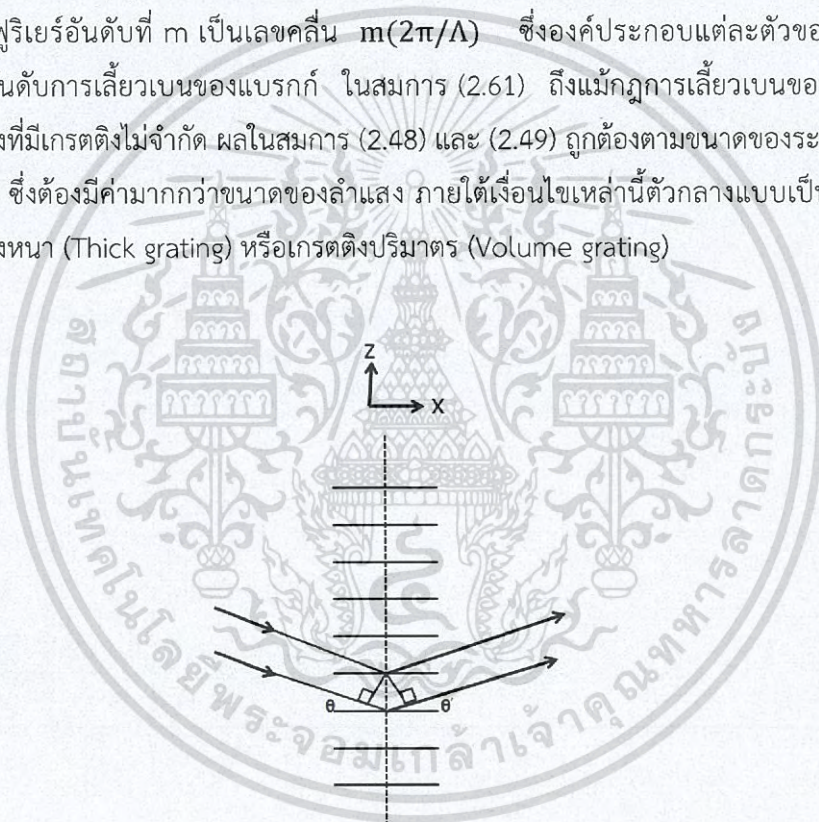 ฟูริเยร์อันดับที่ m เป็นเลขคลื่น m(2π/Λ) ซึ่งองค์ประกอบแต่ละตัวขอ
นดับการเลี้ยวเบนของแบรกก์ ในสมการ (2.61) ถึงแม้กฎการเลี้ยวเบนขอ
งที่มีเกรตติงไม่จำกัด ผลในสมการ (2.48) และ (2.49) ถูกต้องตามขนาดของระ
ซึ่งต้องมีค่ามากกว่าขนาดของลำแสง ภายใต้เงื่อนไขเหล่านี้ตัวกลางแบบเป็น
งหนา (Thick grating) หรือเกรตติงปริมาตร (Volume grating)
Z
X
θ θ'
สถาบันเทคโนโลยีพระจอมเกล้าเจ้าคุณทหารลาดกระบัง